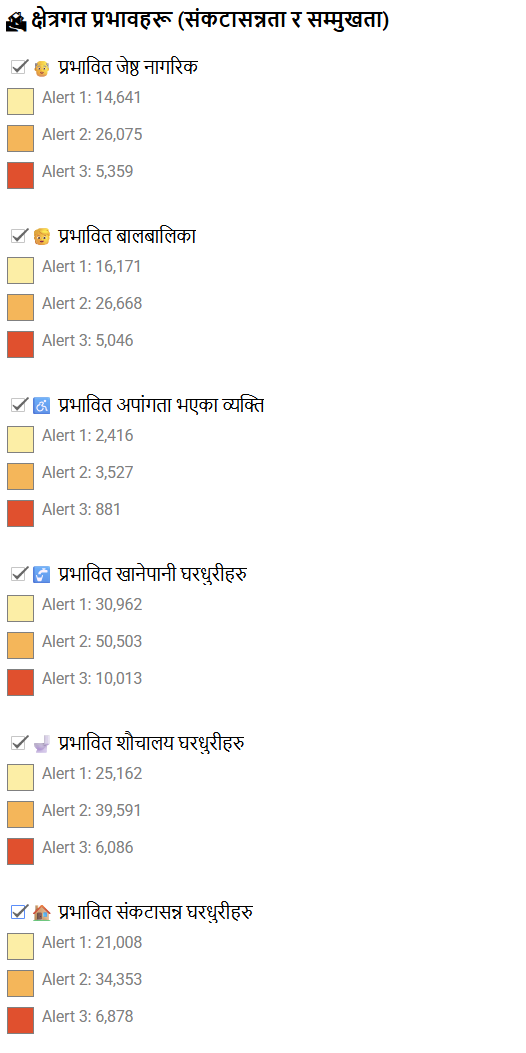 क्षेत्रगत प्रभावहरू (संकटासन्नता र सम्मुखता)
प्रभावित जेष्ठ नागरिक
Alert 1: 14,641
Alert 2: 26,075
Alert 3: 5,359
प्रभावित बालबालिका
Alert 1: 16,171
Alert 2: 26,668
Alert 3: 5,046
प्रभावित अपांगता भएका व्यक्ति
Alert 1: 2,416
Alert 2: 3,527
Alert 3: 881
प्रभावित खानेपानी घरधुरीहरु
Alert 1: 30,962
Alert 2: 50,503
Alert 3: 10,013
प्रभावित शौचालय घरधुरीहरु
Alert 1: 25,162
Alert 2: 39,591
Alert 3: 6,086
प्रभावित संकटासन्न घरधुरीहरु
Alert 1: 21,008
Alert 2: 34,353
Alert 3: 6,878